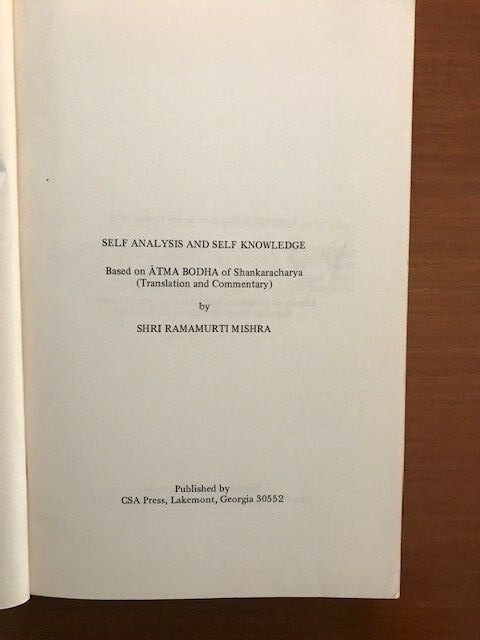 SELF ANALYSIS AND SELF KNOWLEDGE
Based on ĀTMA BODHA of Shankaracharya
(Translation and Commentary)
by
SHRI RAMAMURTI MISHRA
Published by
CSA Press, Lakemont, Georgia 30552